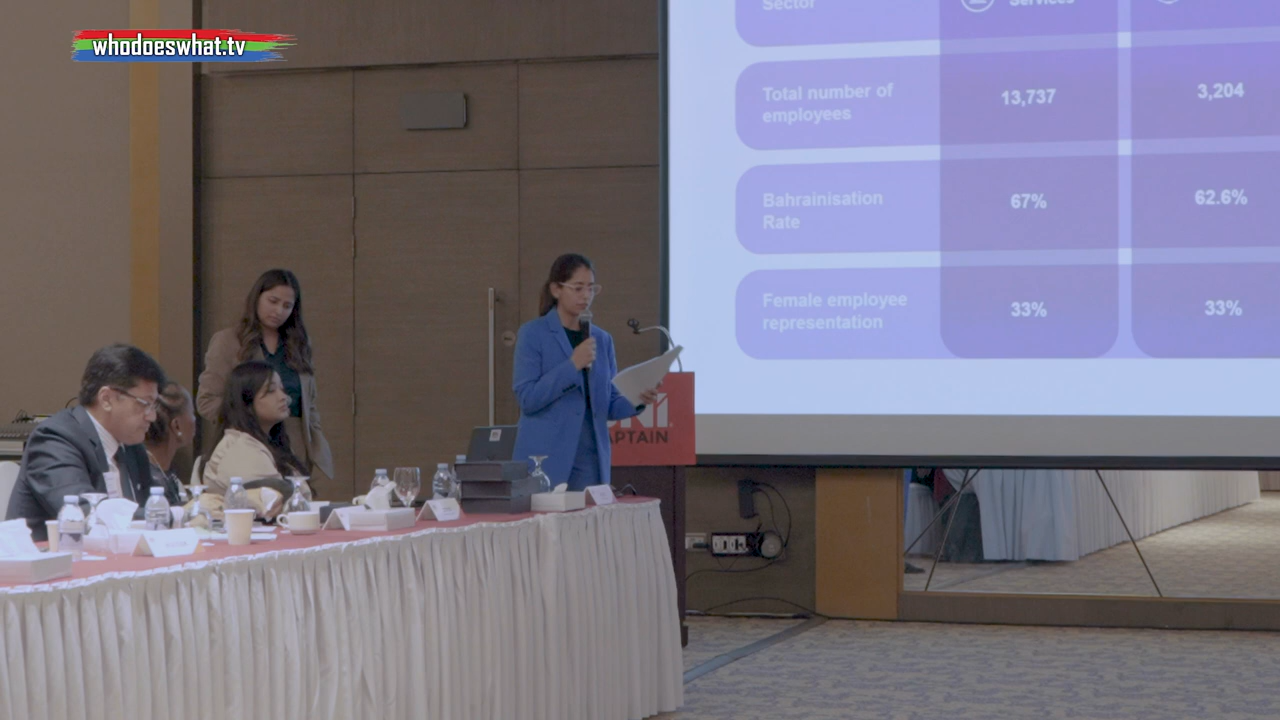 whodoeswhat.tv
Sector
Services
Total number of
employees
13,737
3,204
Bahrainisation
Rate
67%
62.6%
Female employee
representation
33%
33%
APTAIN